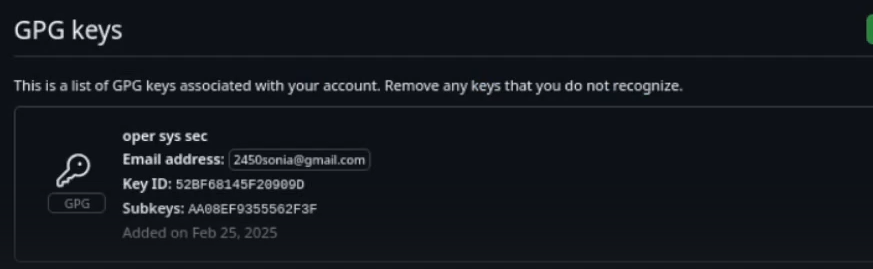 GPG keys
This is a list of GPG keys associated with your account. Remove any keys that you do not recognize.
oper sys sec
Email address: 2450sonia@gmail.com
Key ID: 52BF68145F20909D
GPG
Subkeys: AA08EF9355562F3F
Added on Feb 25, 2025